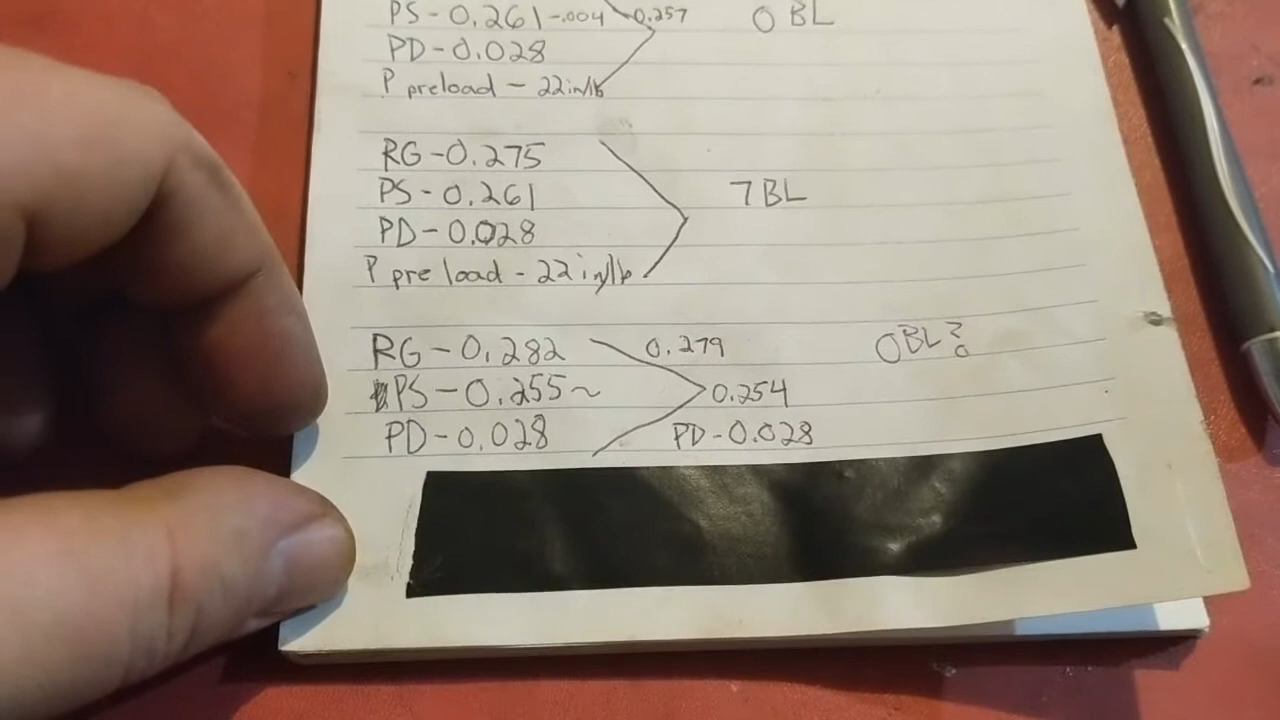 PS-0.261-.004 0.257 0 BL
PD-0.028
P preload - 22in/lb
RG-0.275
PS-0.261 7 BL
PD-0.028
P preload - 22in/lb
RG-0.282 0.279 0BL?
PS-0.255~ 0.254
PD-0.028 PD-0.028